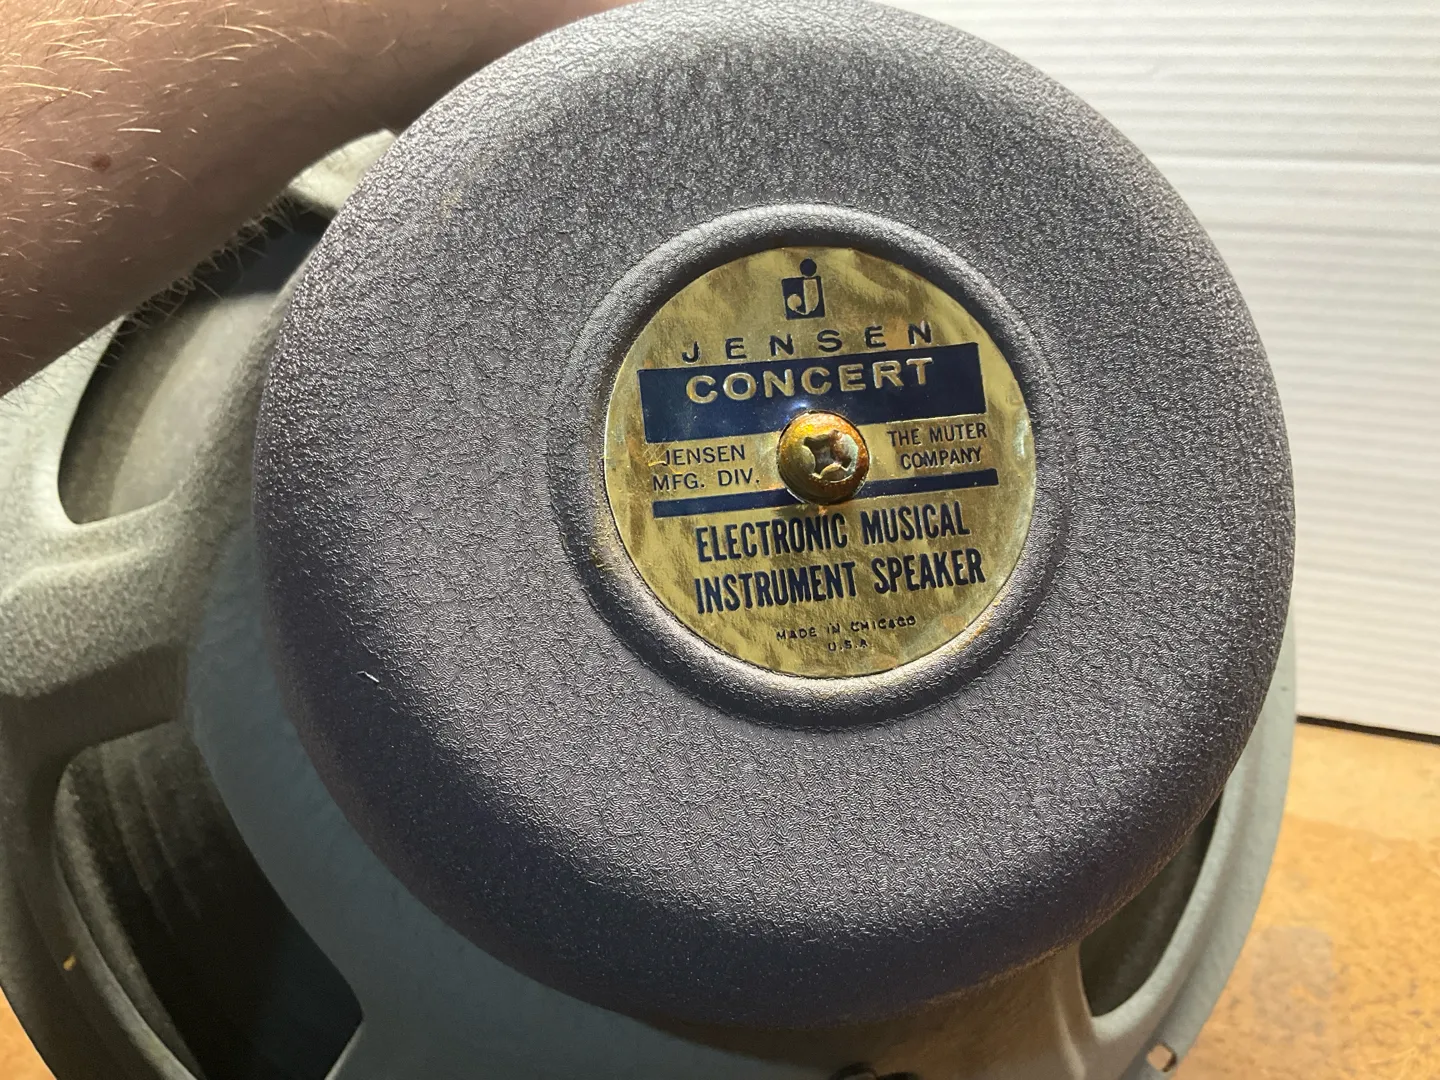 J
JENSEN
CONCERT
JENSEN
MFG. DIV.
THE MUTER
COMPANY
ELECTRONIC MUSICAL
INSTRUMENT SPEAKER
MADE IN CHICAGO
U.S.A.